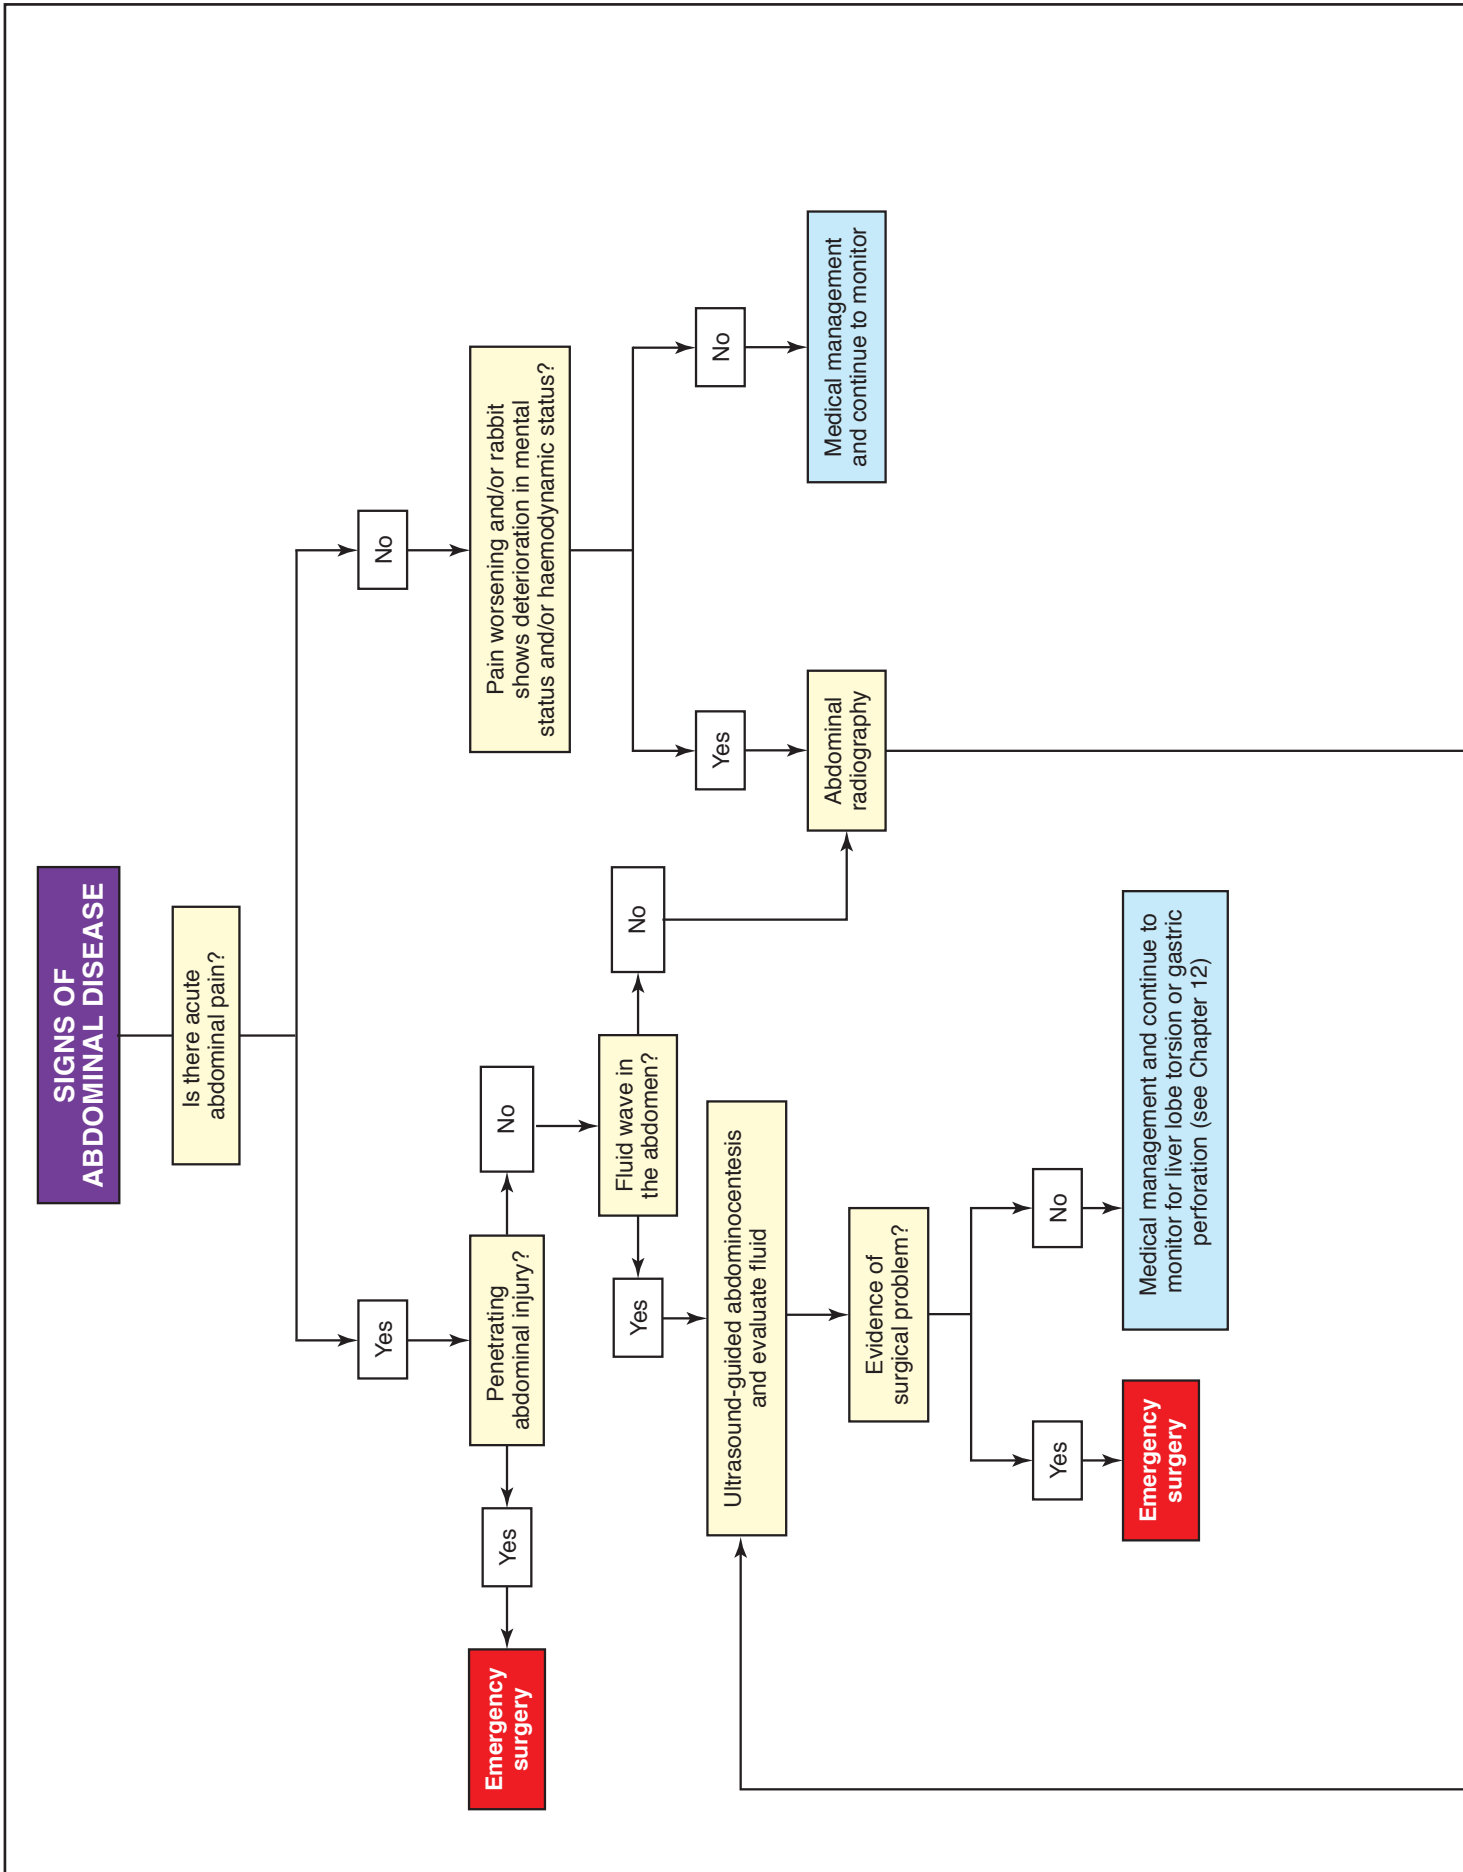 SIGNS OF
ABDOMINAL DISEASE
Is there acute
abdominal pain?
Yes
No
Penetrating
abdominal injury?
Pain worsening and/or rabbit
shows deterioration in mental
status and/or haemodynamic status?
Yes
No
Emergency
surgery
Fluid wave in
the abdomen?
Yes
No
Yes
No
Ultrasound-guided abdominocentesis
and evaluate fluid
Abdominal
radiography
Medical management
and continue to monitor
Evidence of
surgical problem?
Yes
No
Emergency
surgery
Medical management and continue to
monitor for liver lobe torsion or gastric
perforation (see Chapter 12)